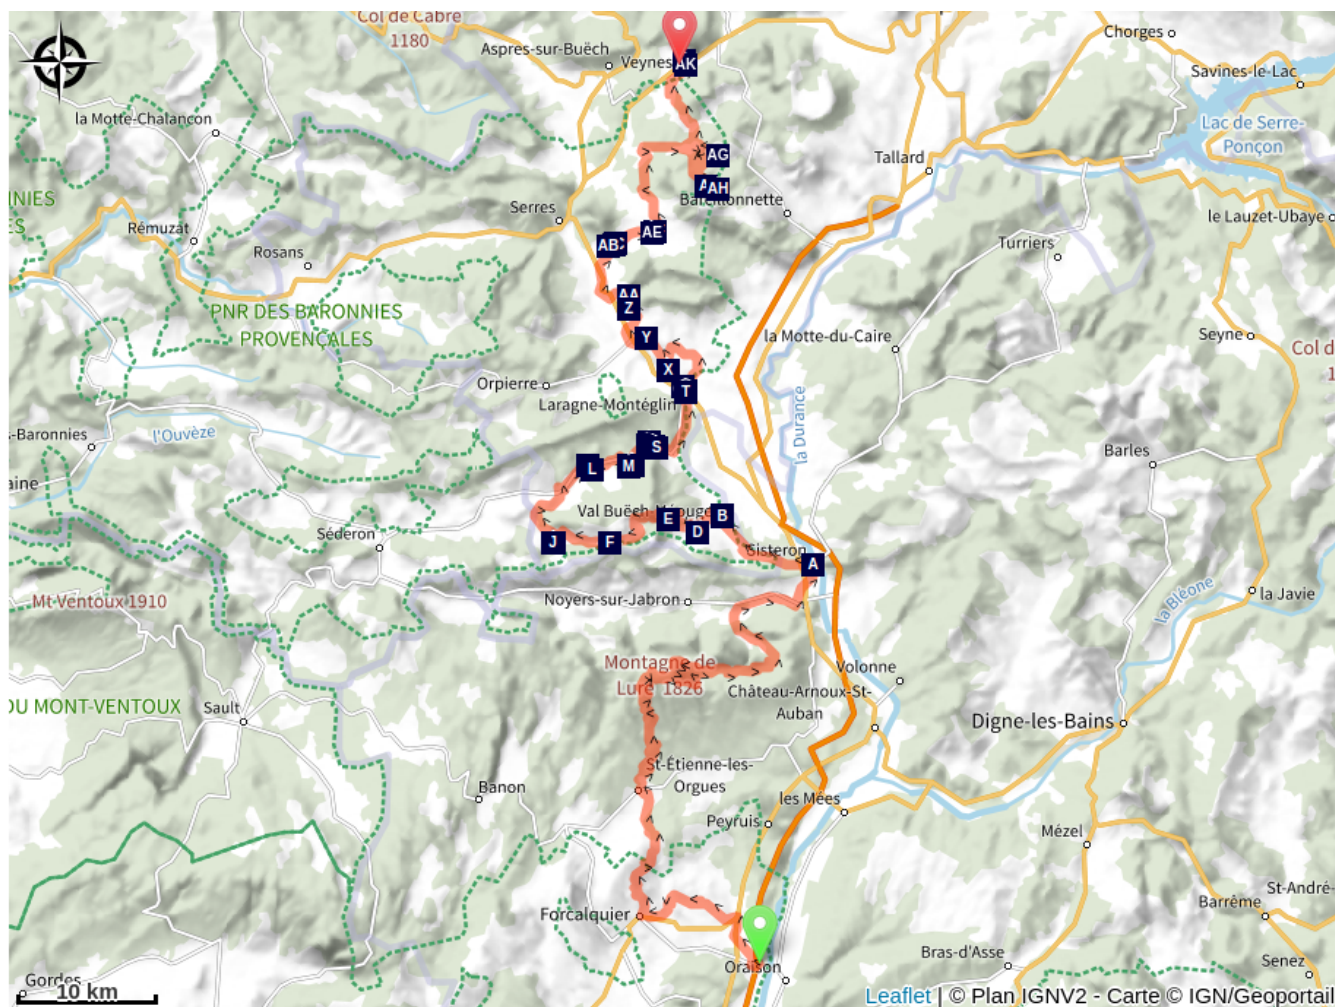 Col de Cabre
1180
Chorges
Aspres-sur-Buëch
Veynes
AK
Savines-le-Lac
la Motte-Chalancon
Lac de Serre-
Ponçon
AG
Tallard
AH
Serres
le Lauzet-Ubaye
Rémuzat
AE
AB
Rosans
Turriers
AA
Z
PNR DES BARONNIES
PROVENÇALES
Y
la Motte-du-Caire
Seyne
X
Orpierre
T
Laragne-Montéglin
l'Ouvèze
la Durance
S
Barles
L
M
Val Buëch-Méouge
B
E
D
Séderon
J
F
Sisteron
A
Mt Ventoux 1910
Noyers-sur-Jabron
la Bléone
la Javie
Montagne de
Lure 1826
Volonne
Château-Arnoux-St-
Auban
DU MONT-VENTOUX
Sault
Digne-les-Bains
St-Étienne-les-
Orgues
Banon
les Mées
Peyruis
Mézel
St-André-
Barrême
Forcalquier
Bras-d'Asse
Oraison
Senez
Gordes
10 km
Leaflet | © Plan IGNV2 - Carte © IGN/Geoportail